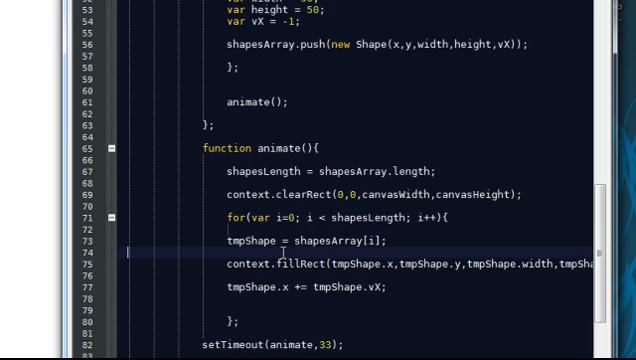 53 var height = 50;
54 var vX = -1;
55
56 shapesArray.push(new Shape(x,y,width,height,vX));
57
58 };
59
60
61 animate();
62
63 };
64
65 function animate(){
66
67 shapesLength = shapesArray.length;
68
69 context.clearRect(0,0,canvasWidth,canvasHeight);
70
71 for(var i=0; i < shapesLength; i++){
72
73 tmpShape = shapesArray[i];
74
75 context.fillRect(tmpShape.x,tmpShape.y,tmpShape.width,tmpSha
76
77 tmpShape.x += tmpShape.vX;
78
79
80 };
81
82 setTimeout(animate,33);
83